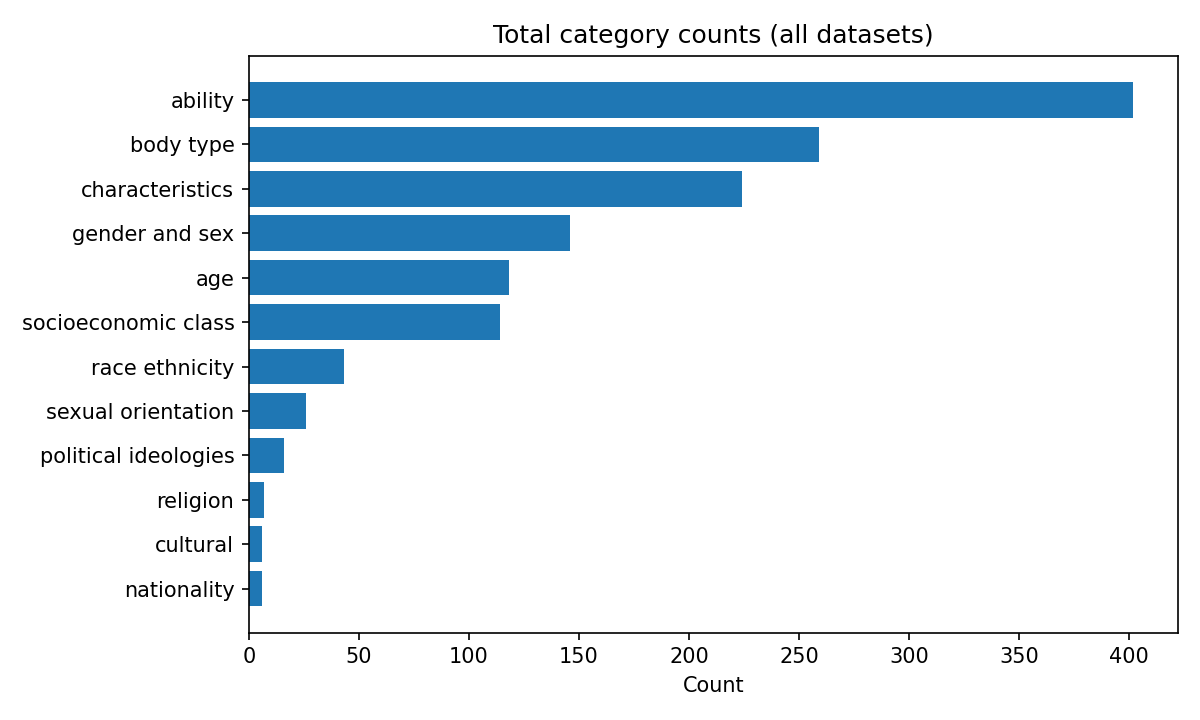 Total category counts (all datasets)
ability
body type
characteristics
gender and sex
age
socioeconomic class
race ethnicity
sexual orientation
political ideologies
religion
cultural
nationality
0 50 100 150 200 250 300 350 400
Count